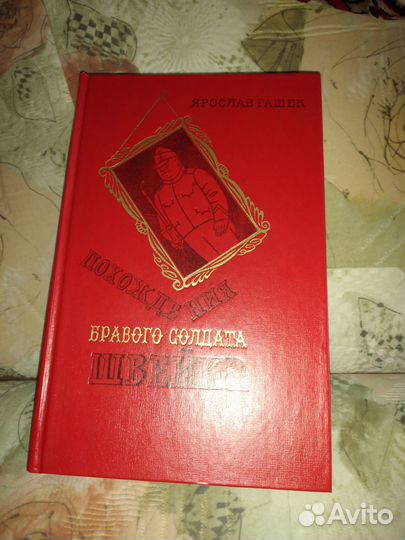 ЯРОСЛАВ ГАШЕК
ПОХОЖДЕНИЯ
БРАВОГО СОЛДАТА
ШВЕЙКА
Avito